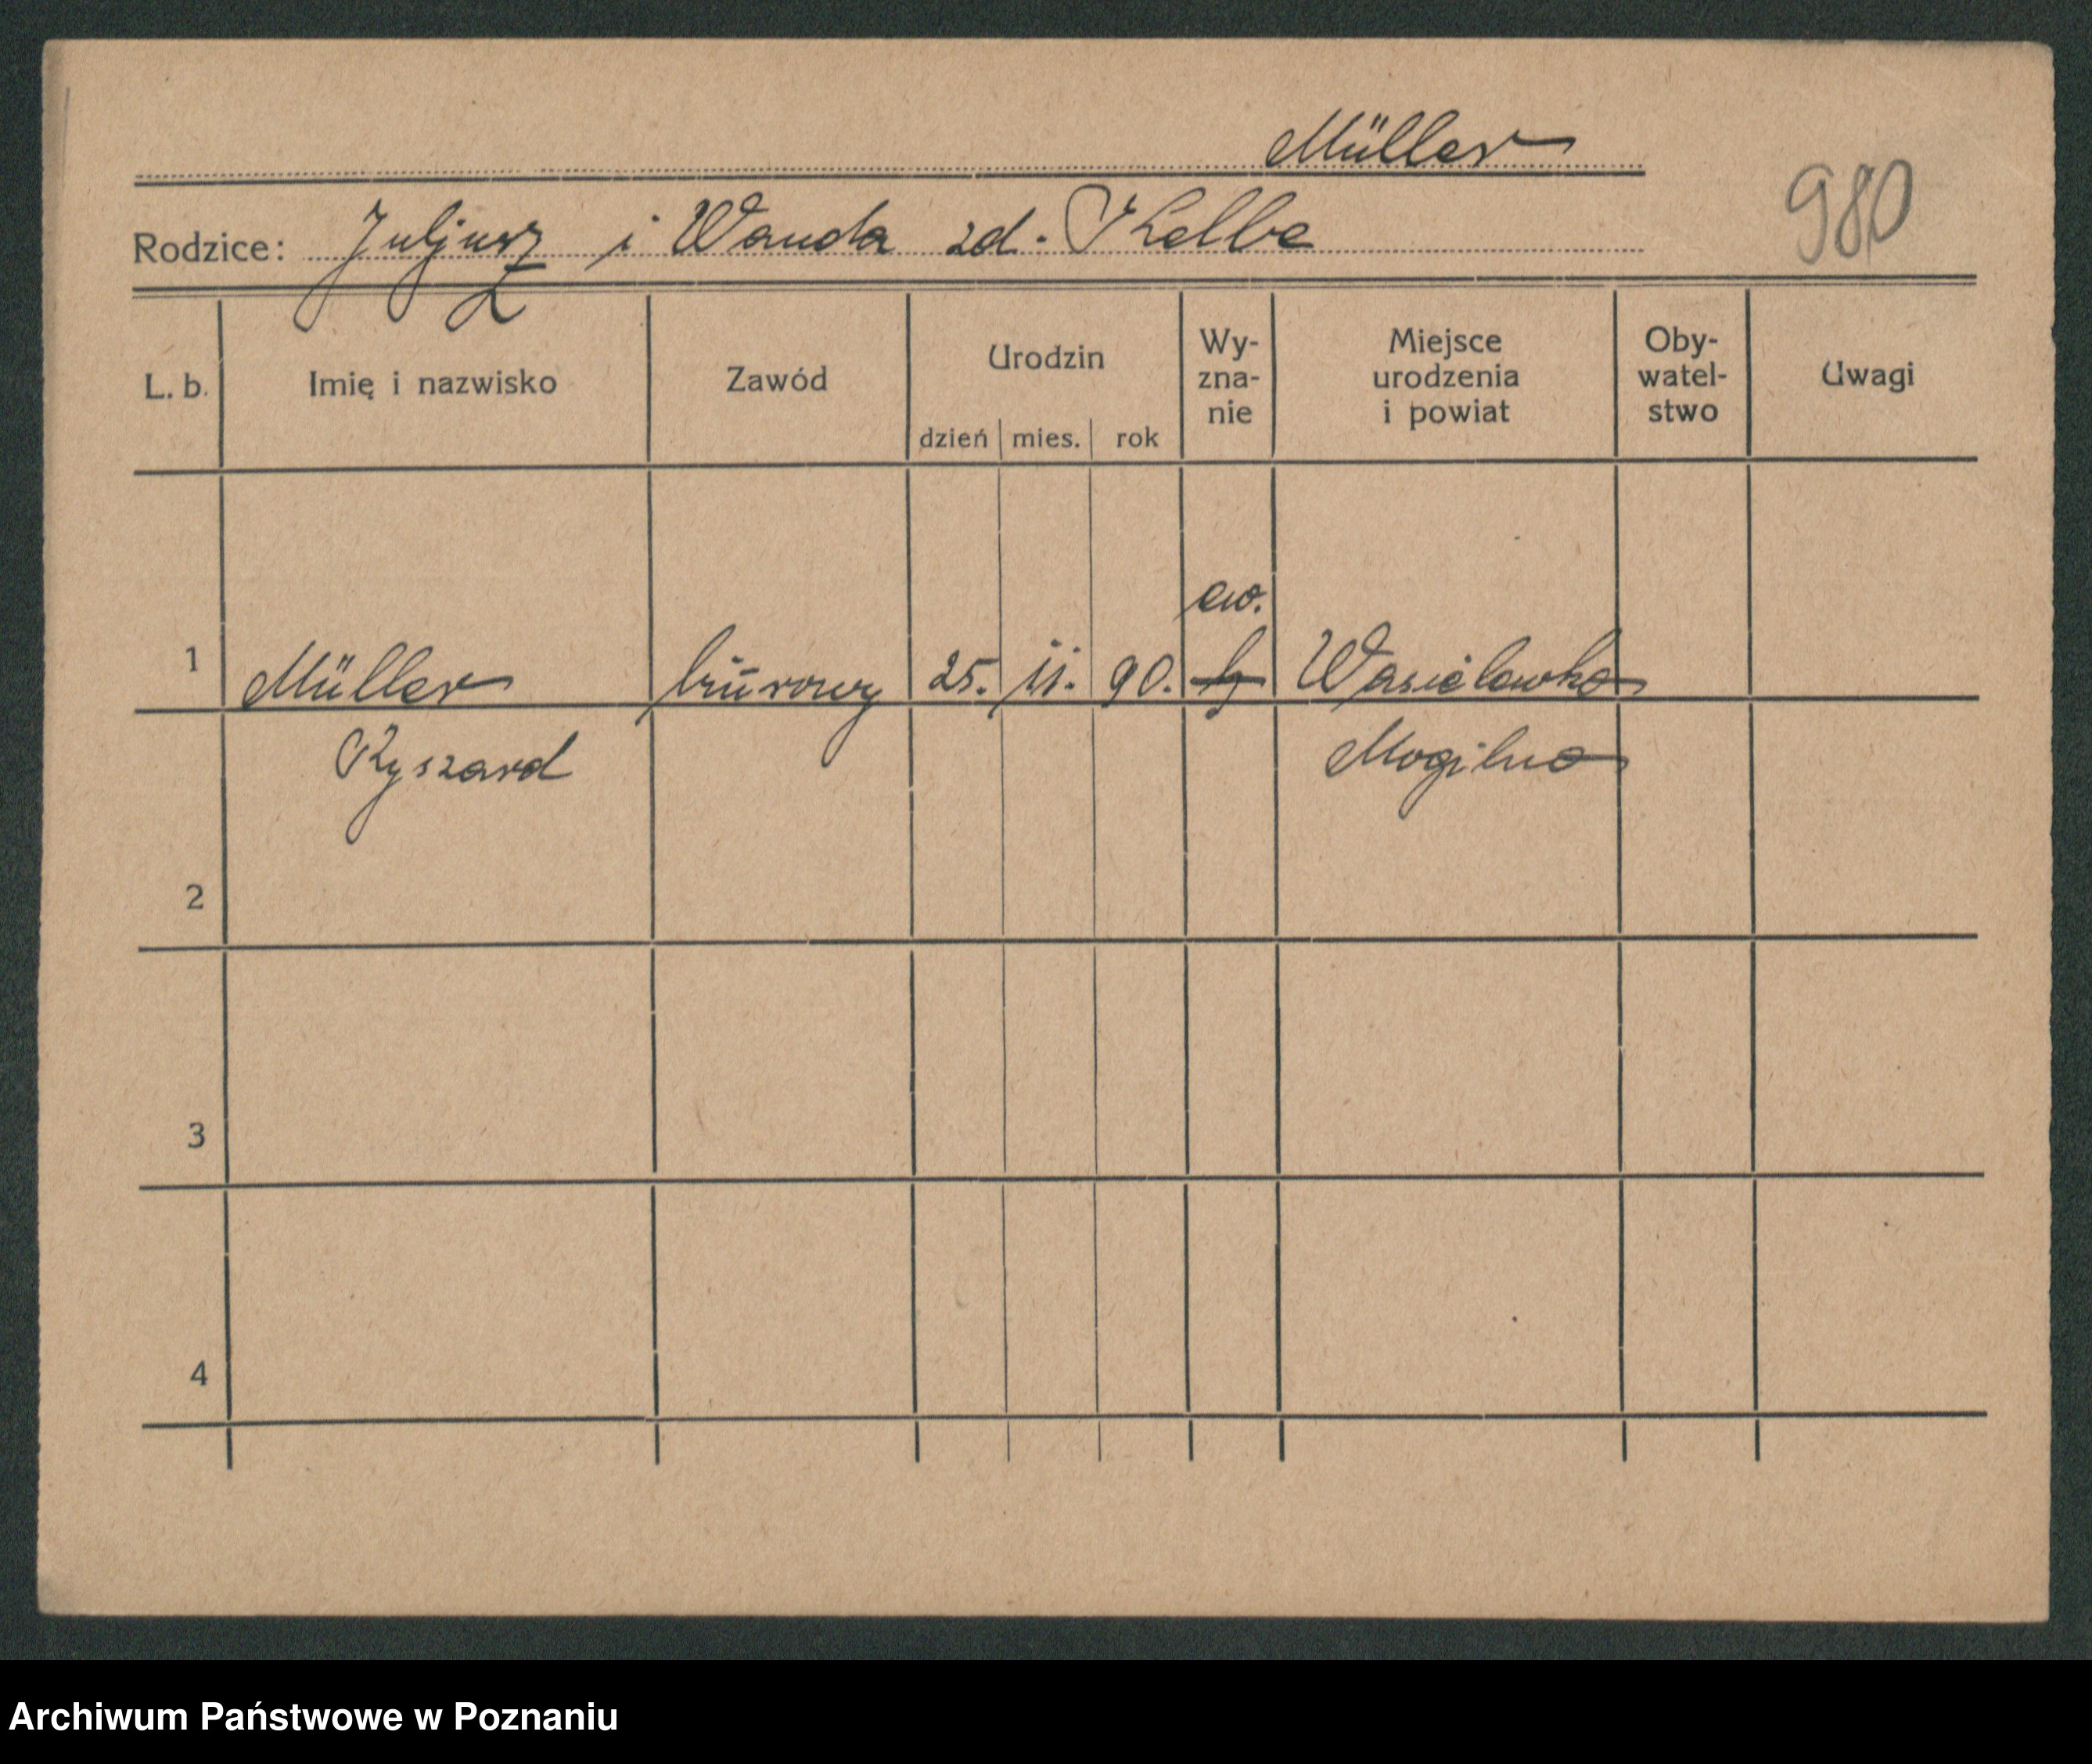 Müller
980
Rodzice: Juljusz i Wanda zd. Kelbe
L. b. Imię i nazwisko Zawód Urodzin dzień mies. rok Wy-zna-nie Miejsce urodzenia i powiat Oby-watel-stwo Uwagi
ew.
1 Müller biurowy 25. 11. 90. Wasielewko
Ryszard Mogilno
2
3
4
Archiwum Państwowe w Poznaniu